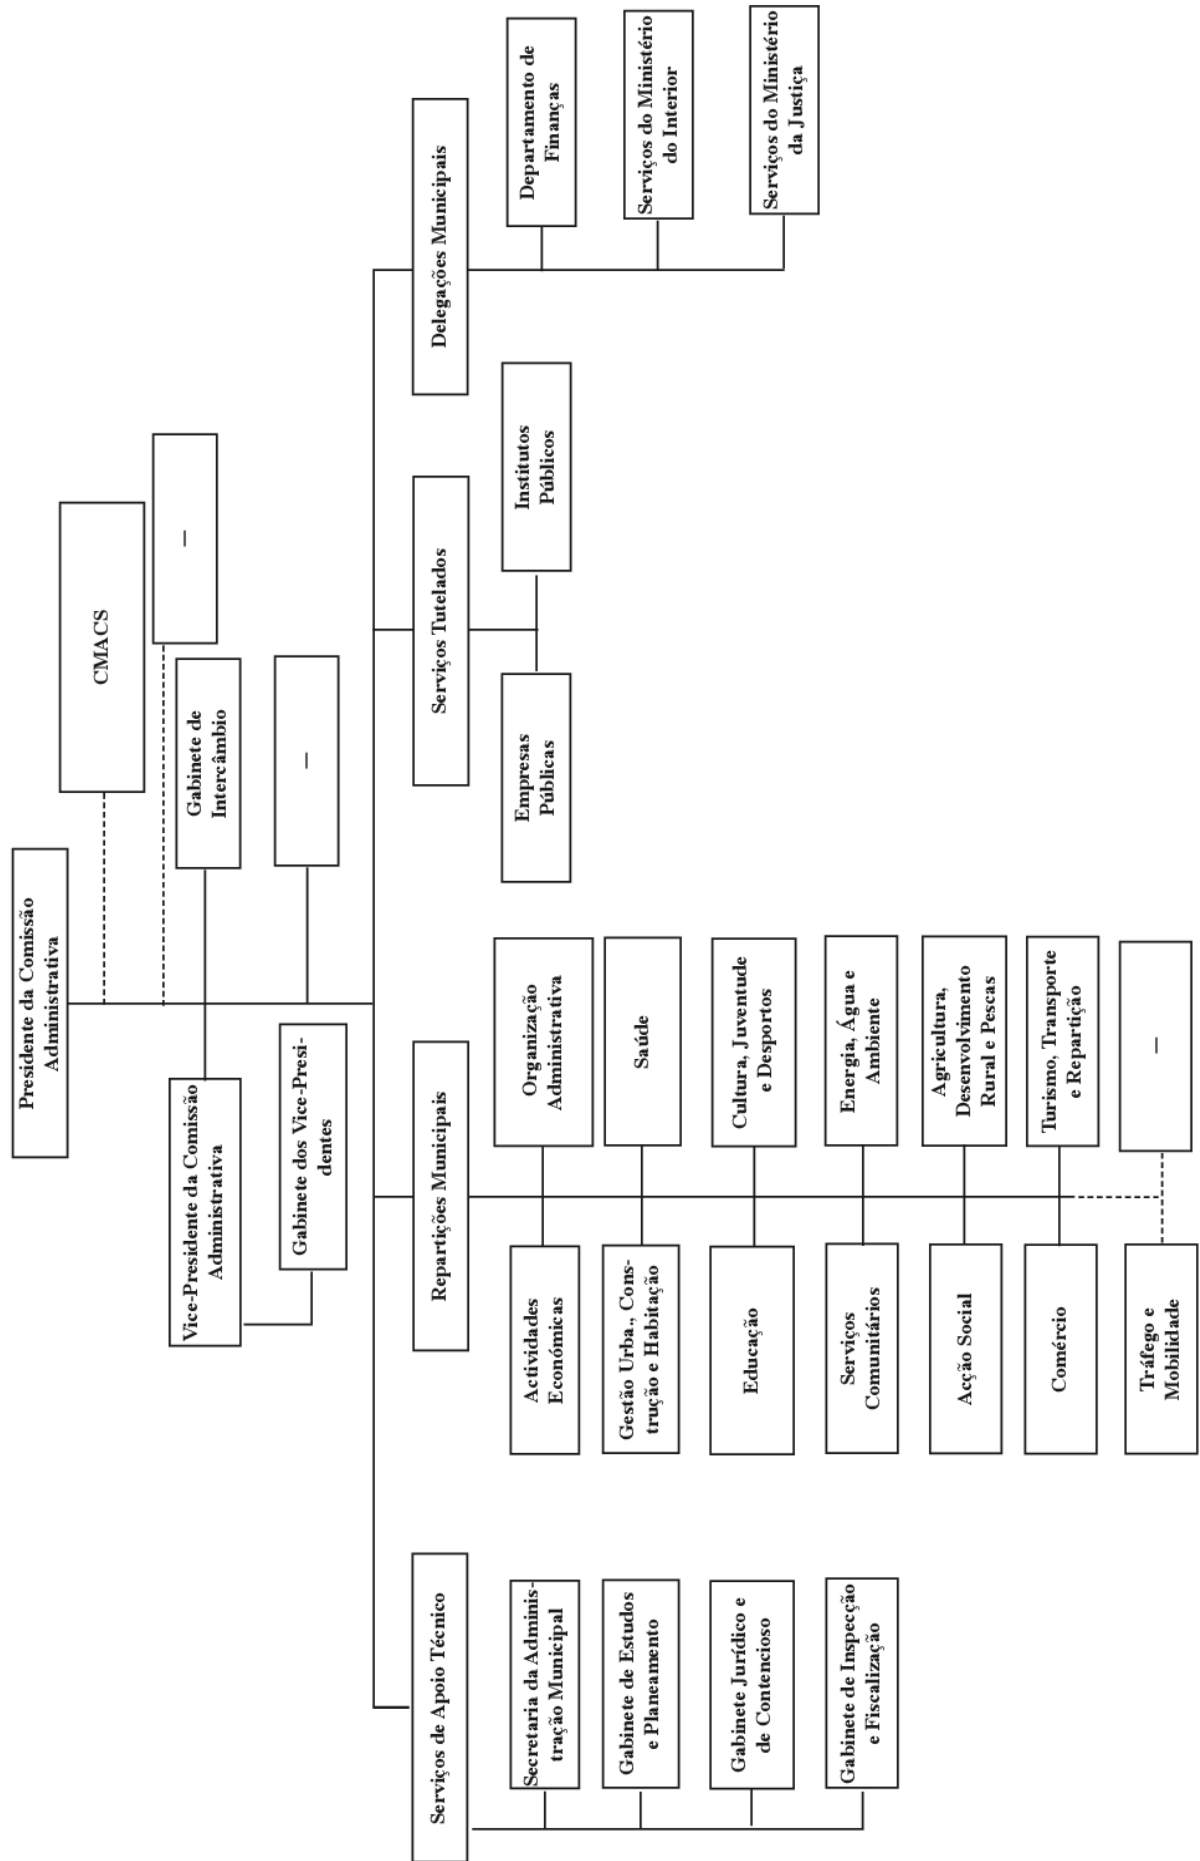 Presidente da Comissão
Administrativa
CMACS
—
Vice-Presidente da Comissão
Administrativa
Gabinete de
Intercâmbio
Gabinete dos Vice-Presi-
dentes
—
Serviços de Apoio Técnico
Secretaria da Adminis-
tração Municipal
Gabinete de Estudos
e Planeamento
Gabinete Jurídico e
de Contencioso
Gabinete de Inspecção
e Fiscalização
Repartições Municipais
Actividades
Económicas
Organização
Administrativa
Gestão Urba., Cons-
trução e Habitação
Saúde
Educação
Cultura, Juventude
e Desportos
Serviços
Comunitários
Energia, Água e
Ambiente
Acção Social
Agricultura,
Desenvolvimento
Rural e Pescas
Comércio
Turismo, Transporte
e Repartição
Tráfego e
Mobilidade
—
Serviços Tutelados
Empresas
Públicas
Institutos
Públicos
Delegações Municipais
Departamento de
Finanças
Serviços do Ministério
do Interior
Serviços do Ministério
da Justiça